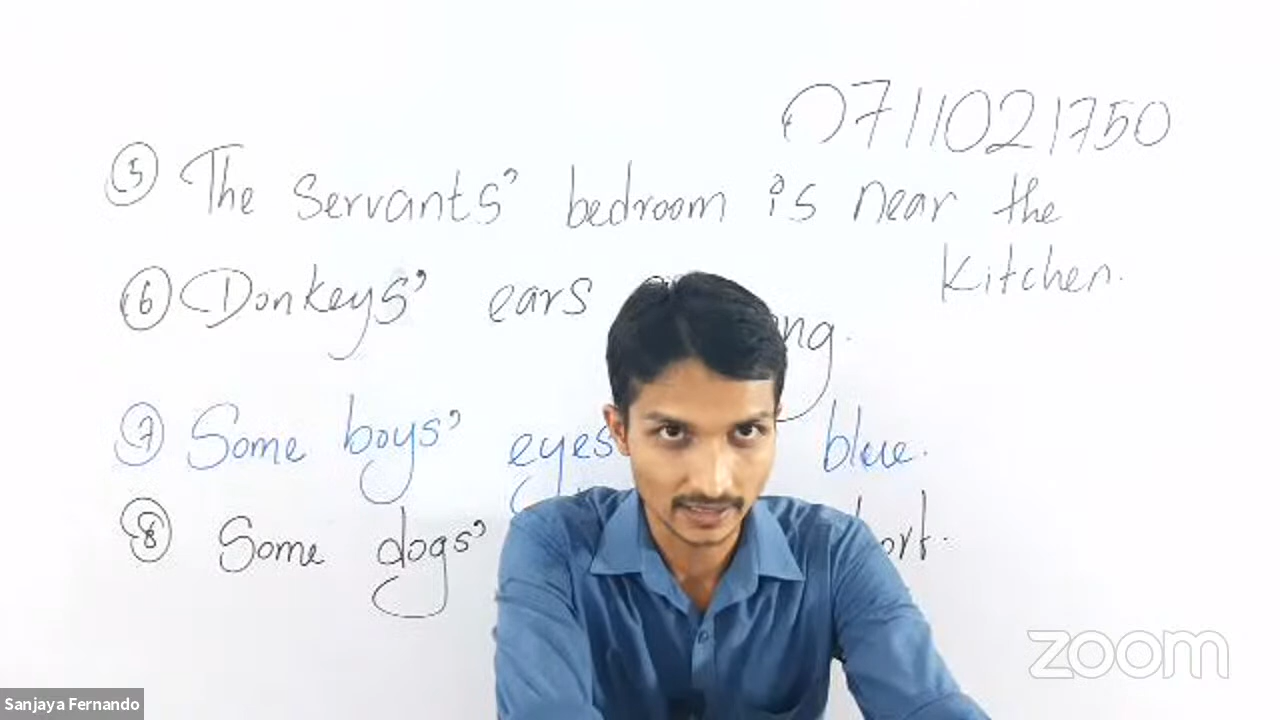 0711021750
⑤ The servants' bedroom is near the
kitchen.
⑥ Donkeys' ears
⑦ Some boys' eyes blue.
⑧ Some dogs'
zoom
Sanjaya Fernando